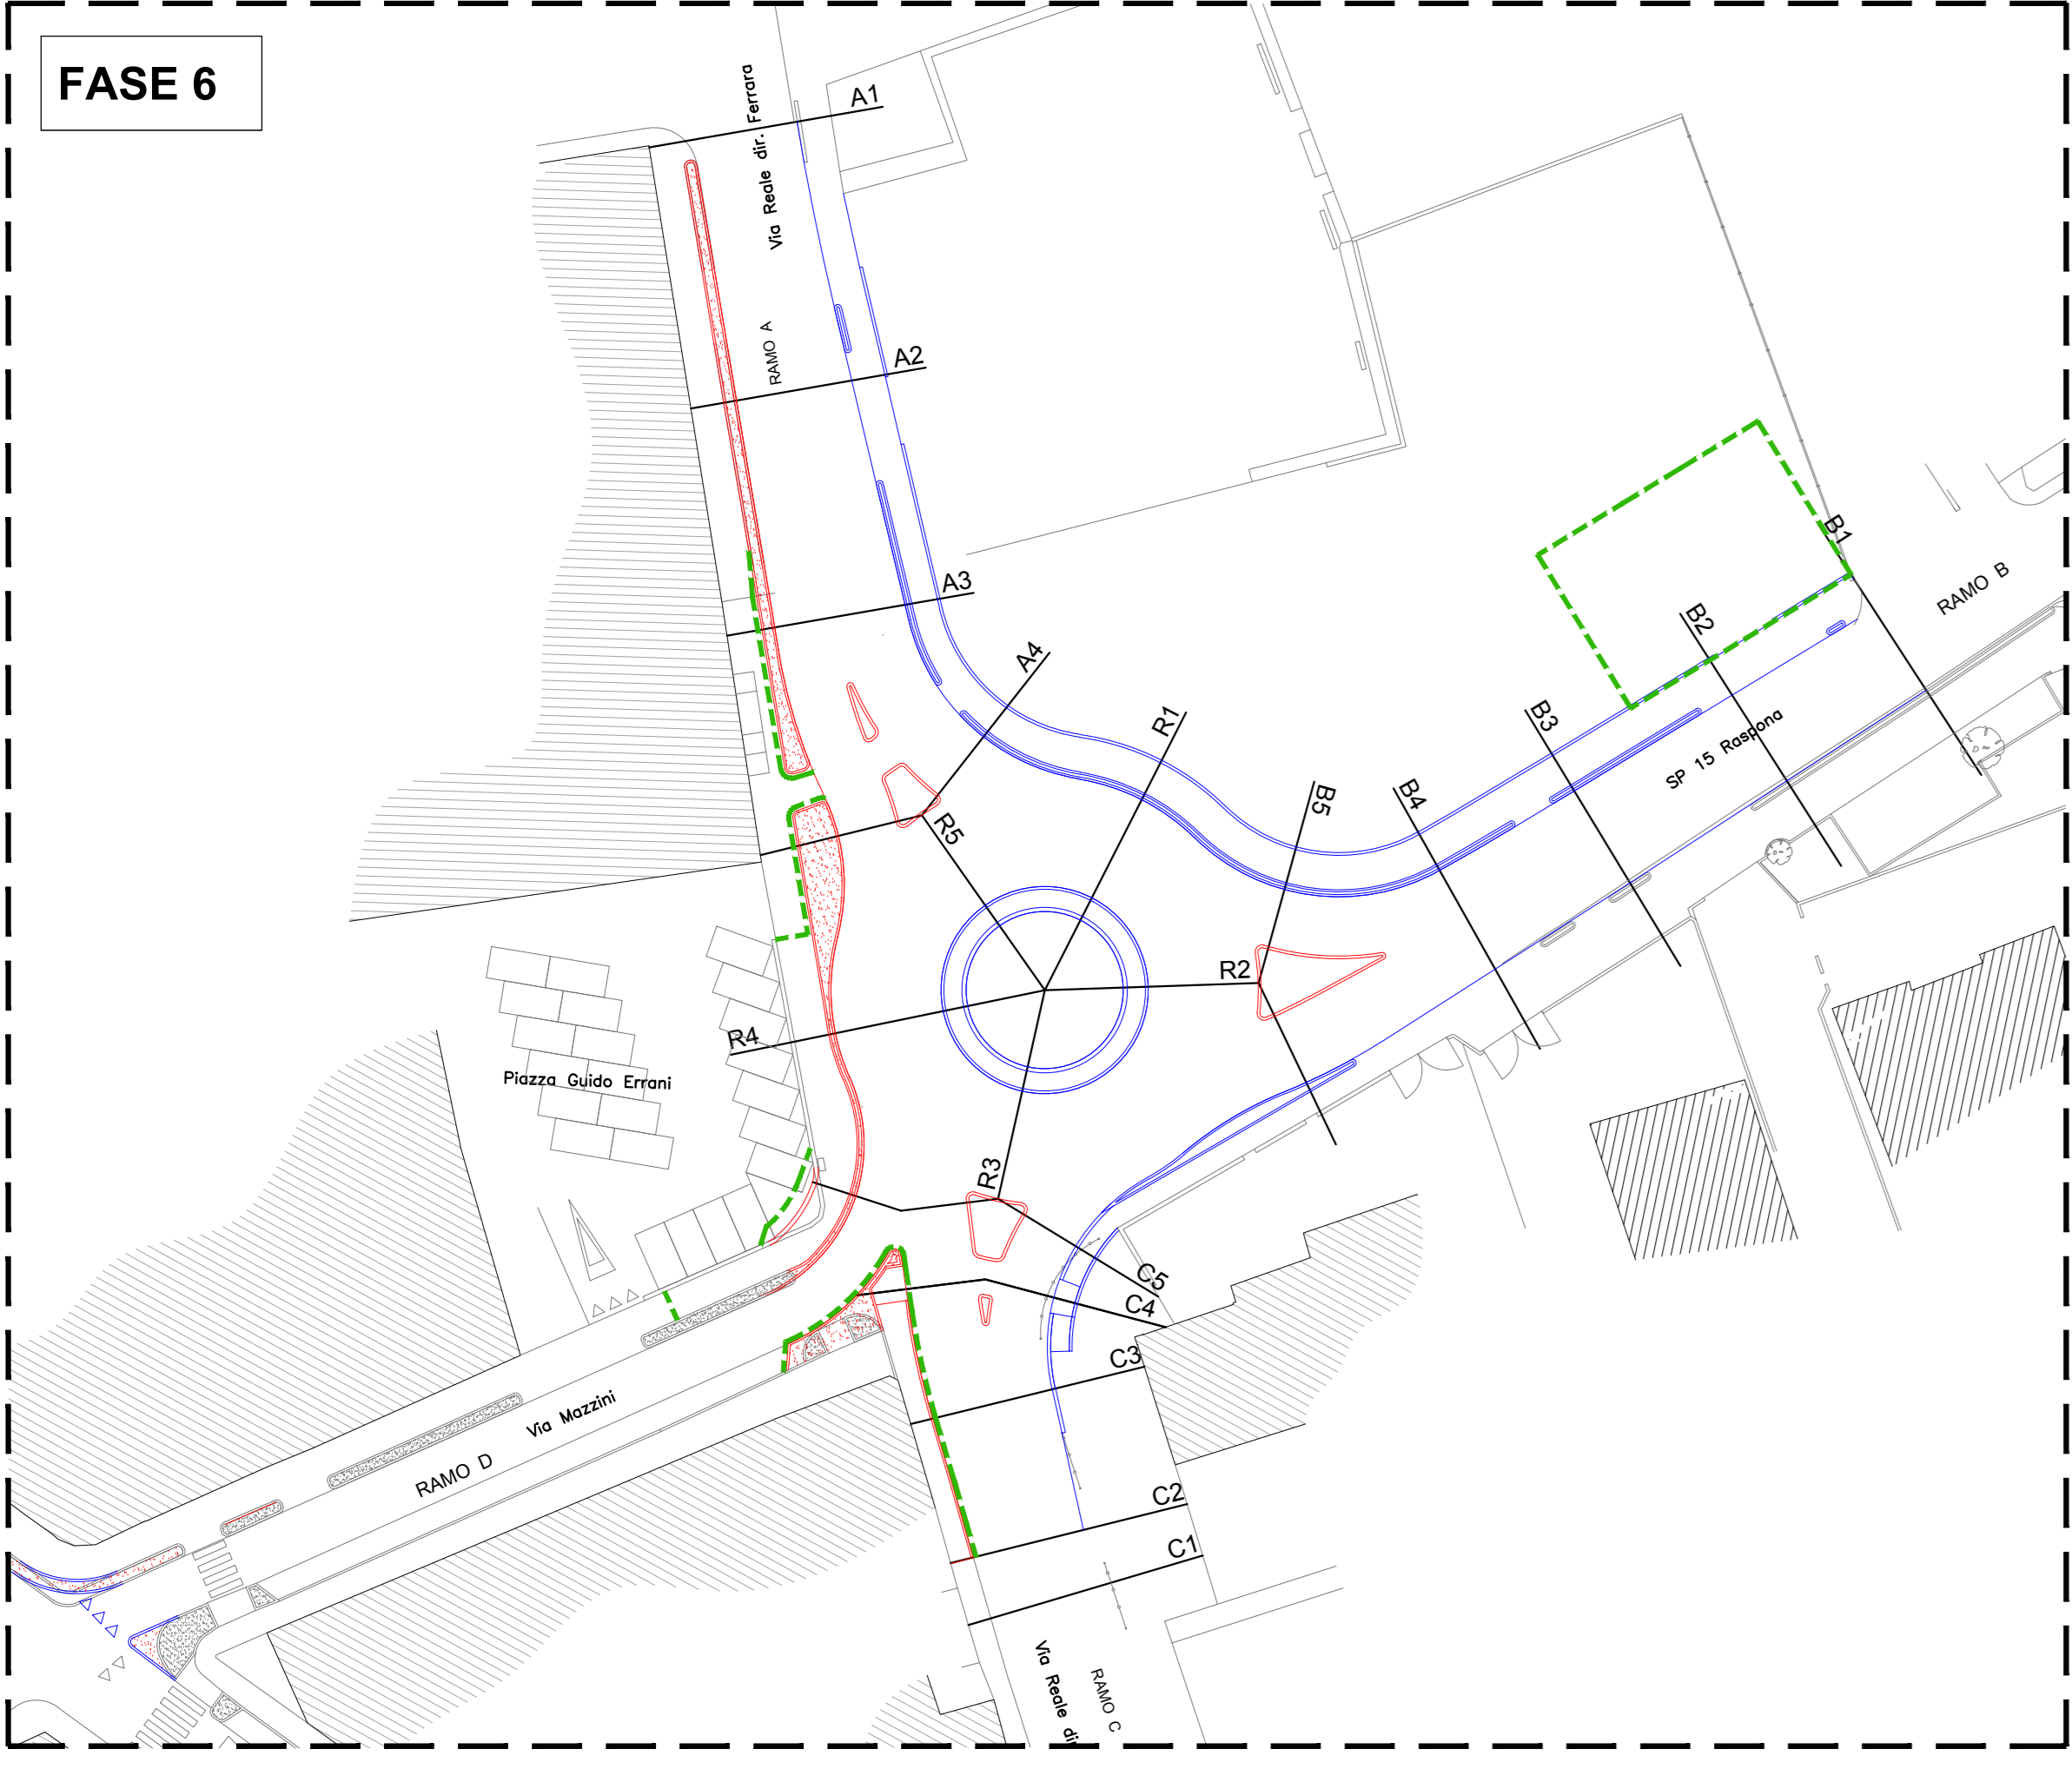 FASE 6
A1
Via Reale dir. Ferrara
RAMO A
A2
A3
A4
R1
R5
B5
B4
B3
B2
B1
RAMO B
SP 15 Raspona
R2
R4
Piazza Guido Errani
R3
C5
C4
C3
Via Mazzini
RAMO D
C2
C1
Via Reale dir
RAMO C